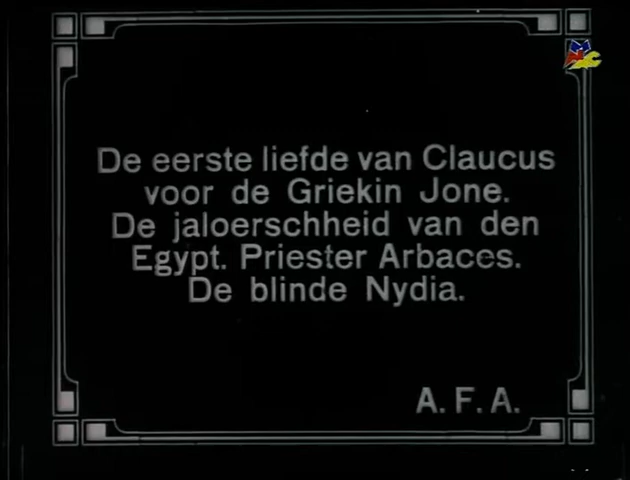 De eerste liefde van Claucus
voor de Griekin Jone.
De jaloerschheid van den
Egypt. Priester Arbaces.
De blinde Nydia.
A. F. A.